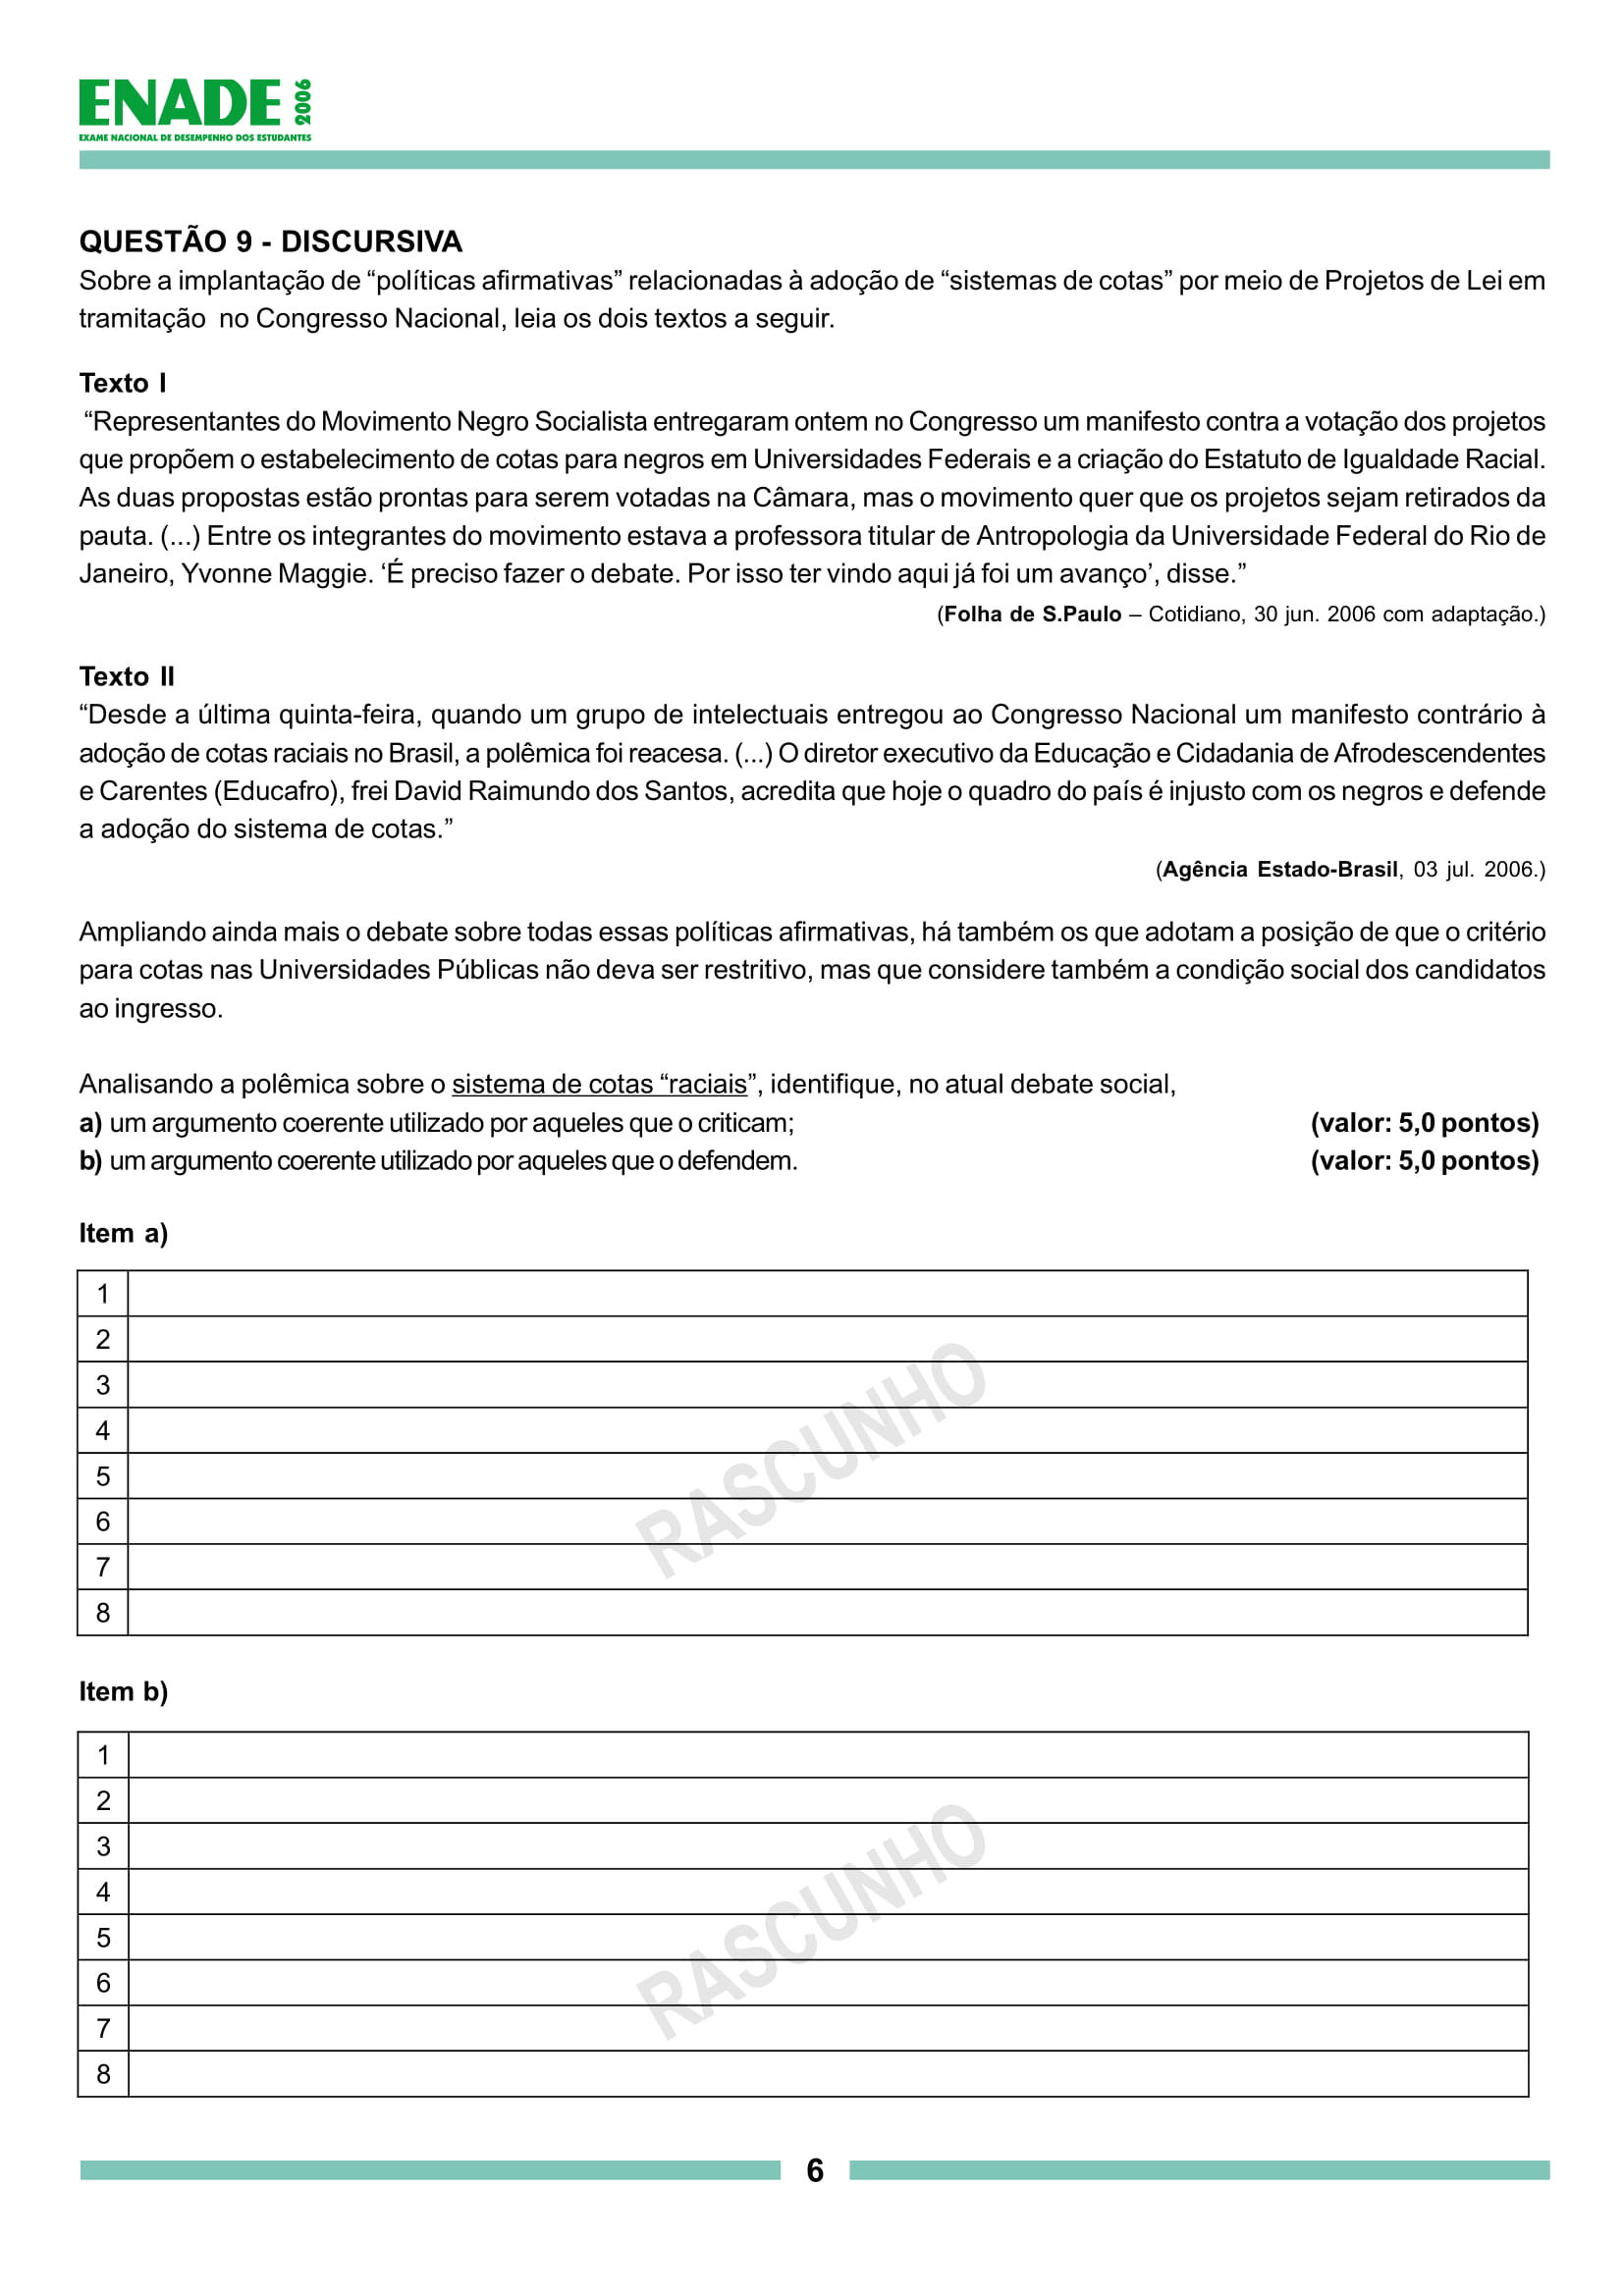 ENADE 2006
EXAME NACIONAL DE DESEMPENHO DOS ESTUDANTES
QUESTÃO 9 - DISCURSIVA
Sobre a implantação de “políticas afirmativas” relacionadas à adoção de “sistemas de cotas” por meio de Projetos de Lei em
tramitação no Congresso Nacional, leia os dois textos a seguir.
Texto I
“Representantes do Movimento Negro Socialista entregaram ontem no Congresso um manifesto contra a votação dos projetos
que propõem o estabelecimento de cotas para negros em Universidades Federais e a criação do Estatuto de Igualdade Racial.
As duas propostas estão prontas para serem votadas na Câmara, mas o movimento quer que os projetos sejam retirados da
pauta. (...) Entre os integrantes do movimento estava a professora titular de Antropologia da Universidade Federal do Rio de
Janeiro, Yvonne Maggie. ‘É preciso fazer o debate. Por isso ter vindo aqui já foi um avanço’, disse.”
(Folha de S.Paulo – Cotidiano, 30 jun. 2006 com adaptação.)
Texto II
“Desde a última quinta-feira, quando um grupo de intelectuais entregou ao Congresso Nacional um manifesto contrário à
adoção de cotas raciais no Brasil, a polêmica foi reacesa. (...) O diretor executivo da Educação e Cidadania de Afrodescendentes
e Carentes (Educafro), frei David Raimundo dos Santos, acredita que hoje o quadro do país é injusto com os negros e defende
a adoção do sistema de cotas.”
(Agência Estado-Brasil, 03 jul. 2006.)
Ampliando ainda mais o debate sobre todas essas políticas afirmativas, há também os que adotam a posição de que o critério
para cotas nas Universidades Públicas não deva ser restritivo, mas que considere também a condição social dos candidatos
ao ingresso.
Analisando a polêmica sobre o sistema de cotas “raciais”, identifique, no atual debate social,
a) um argumento coerente utilizado por aqueles que o criticam; (valor: 5,0 pontos)
b) um argumento coerente utilizado por aqueles que o defendem. (valor: 5,0 pontos)
Item a)
1
2
3
4
5
6
7
8
RASCUNHO
Item b)
1
2
3
4
5
6
7
8
RASCUNHO
6